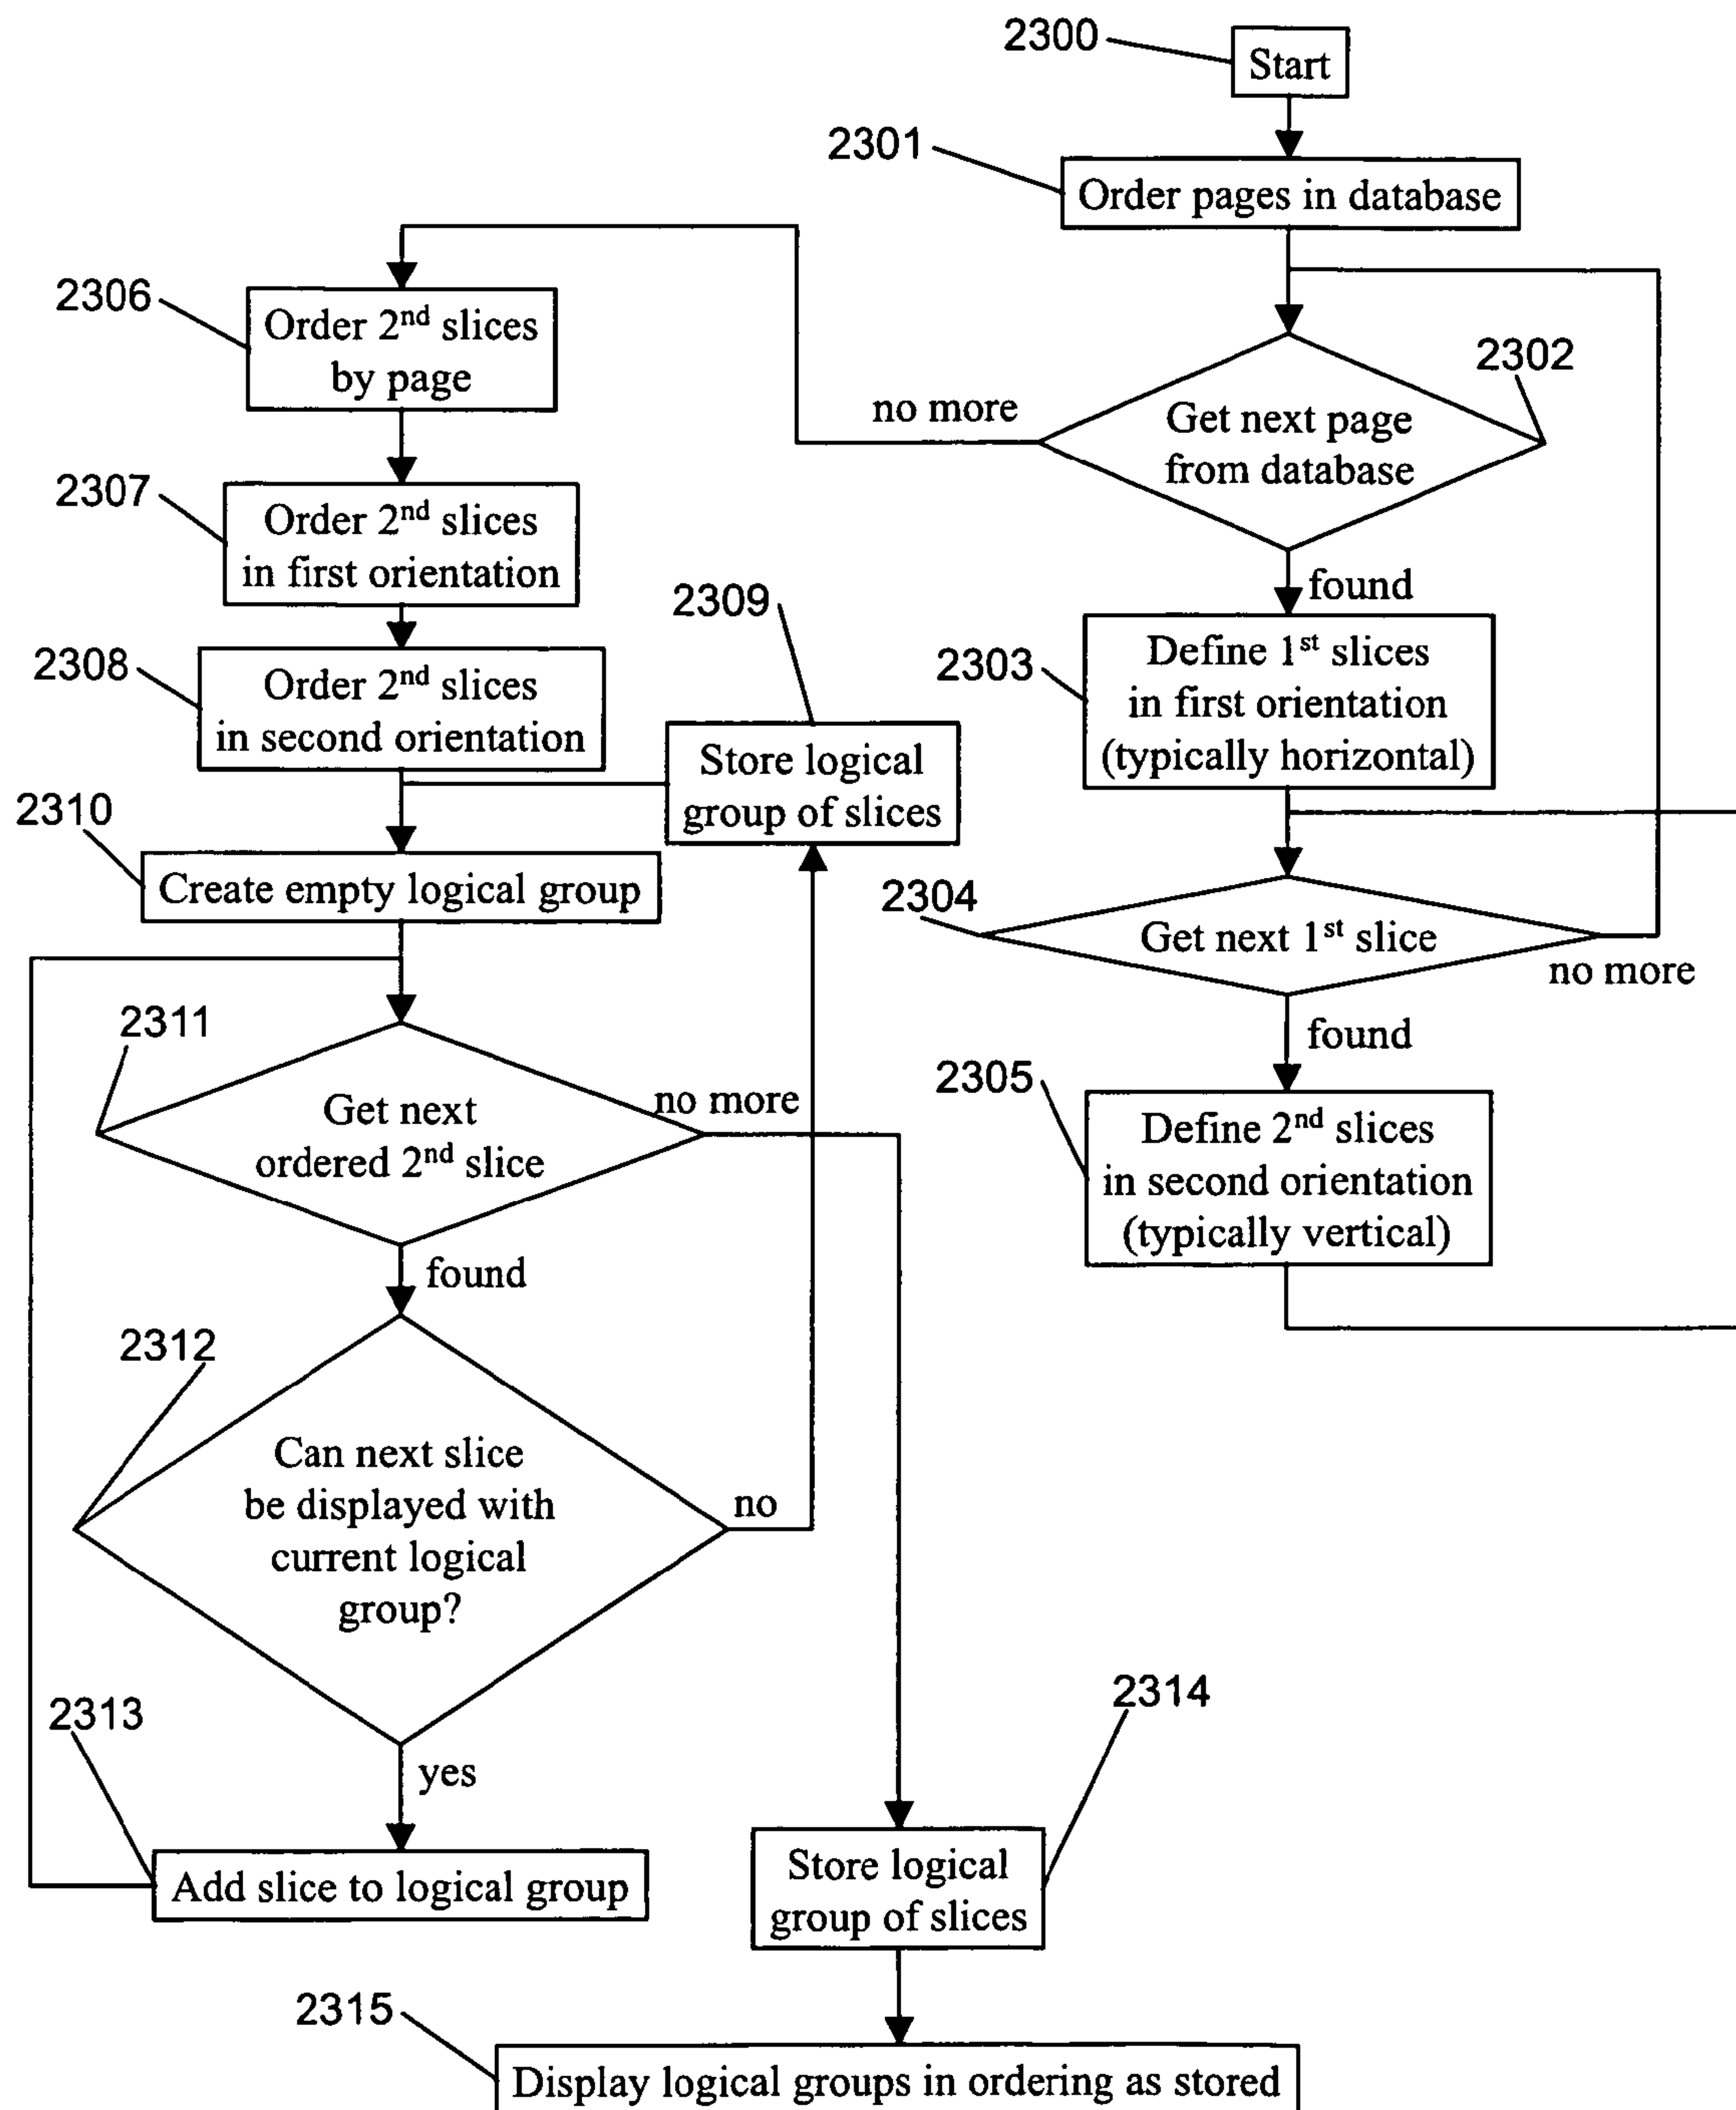 2300
Start
2301
Order pages in database
2302
Get next page
from database
no more
found
2303
Define 1st slices
in first orientation
(typically horizontal)
2304
Get next 1st slice
no more
found
2305
Define 2nd slices
in second orientation
(typically vertical)
2306
Order 2nd slices
by page
2307
Order 2nd slices
in first orientation
2308
Order 2nd slices
in second orientation
2309
Store logical
group of slices
2310
Create empty logical group
2311
Get next
ordered 2nd slice
no more
found
2312
Can next slice
be displayed with
current logical
group?
no
yes
2313
Add slice to logical group
2314
Store logical
group of slices
2315
Display logical groups in ordering as stored